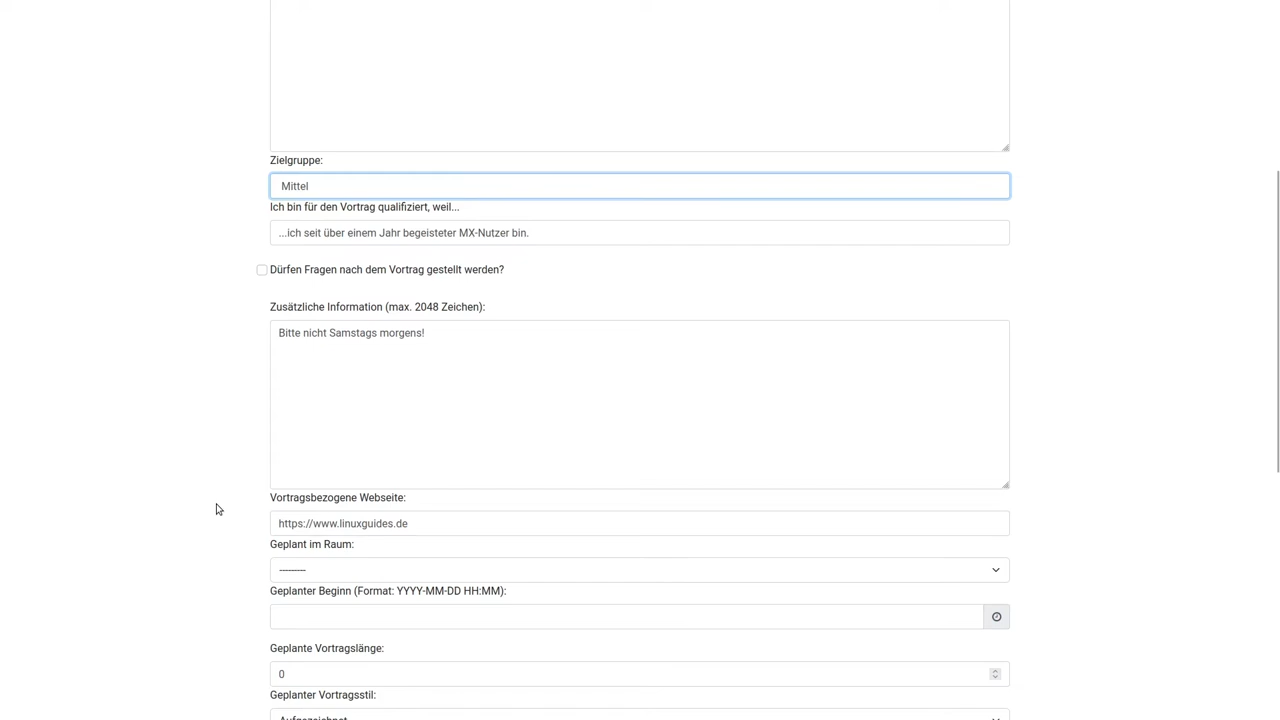 Zielgruppe:
Mittel
Ich bin für den Vortrag qualifiziert, weil...
...ich seit über einem Jahr begeisteter MX-Nutzer bin.
Dürfen Fragen nach dem Vortrag gestellt werden?
Zusätzliche Information (max. 2048 Zeichen):
Bitte nicht Samstags morgens!
Vortragsbezogene Webseite:
https://www.linuxguides.de
Geplant im Raum:
---------
Geplanter Beginn (Format: YYYY-MM-DD HH:MM):
Geplante Vortragslänge:
0
Geplanter Vortragsstil:
Aufgezeichnet